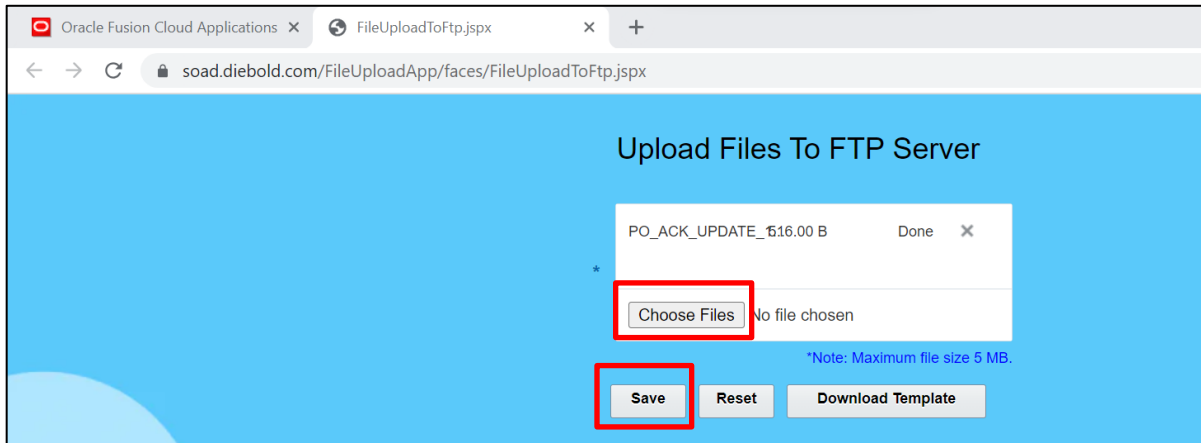 Oracle Fusion Cloud Applications
FileUploadToFtp.jspx
soad.diebold.com/FileUploadApp/faces/FileUploadToFtp.jspx
Upload Files To FTP Server
PO_ACK_UPDATE_ 16.00 B Done
*
Choose Files No file chosen
*Note: Maximum file size 5 MB.
Save Reset Download Template